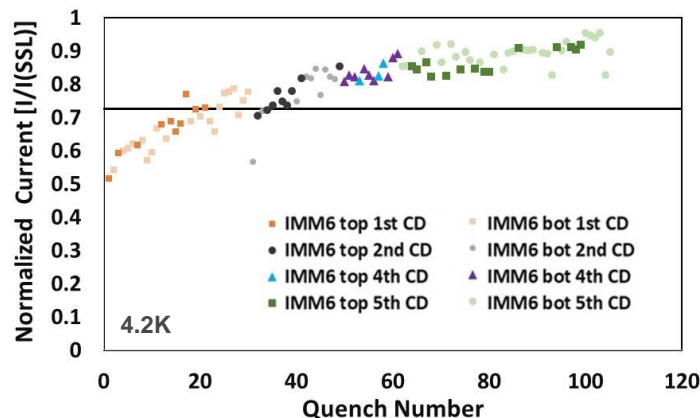 Normalized Current [I/I(SSL)]
1
0.9
0.8
0.7
0.6
0.5
0.4
0.3
0.2
0.1
0
IMM6 top 1st CD
IMM6 bot 1st CD
IMM6 top 2nd CD
IMM6 bot 2nd CD
IMM6 top 4th CD
IMM6 bot 4th CD
IMM6 top 5th CD
IMM6 bot 5th CD
4.2K
0 20 40 60 80 100 120
Quench Number